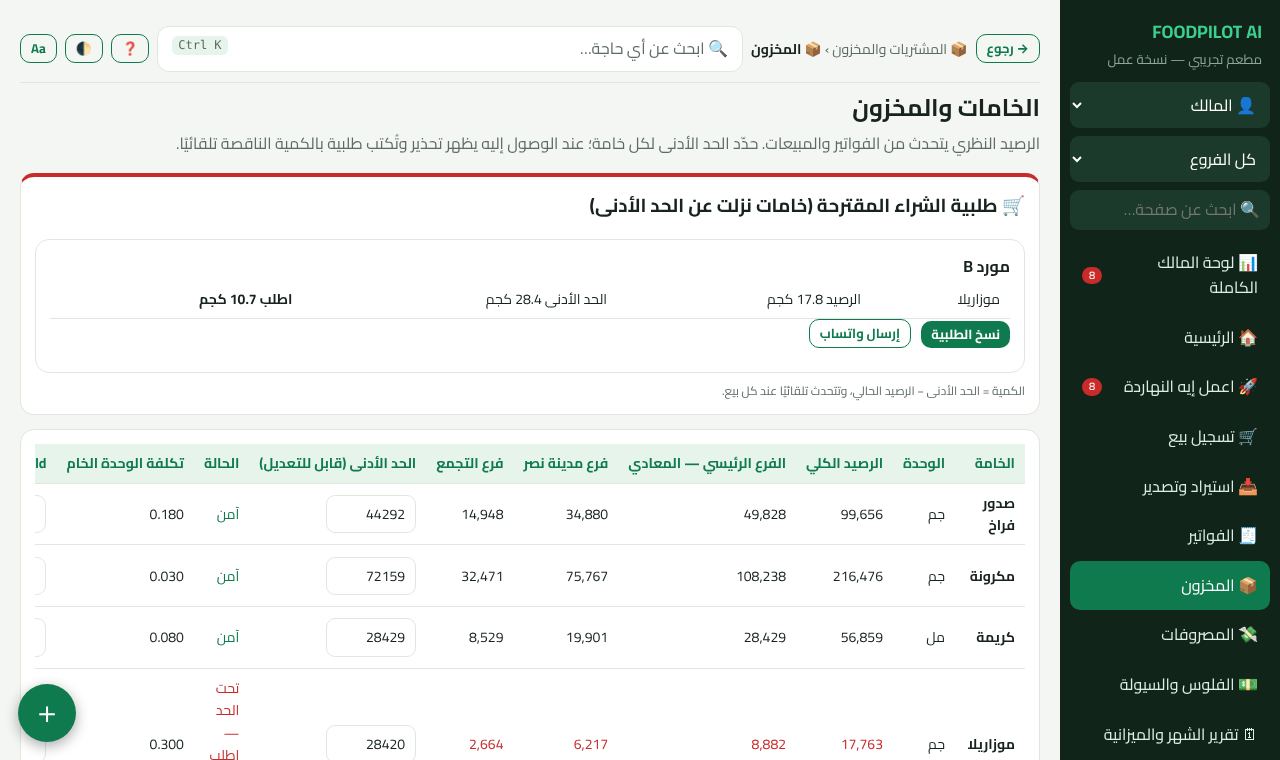 FOODPILOT AI
مطعم تجريبي — نسخة عمل
👤 المالك
كل الفروع
🔍 ابحث عن صفحة...
📊 لوحة المالك الكاملة
8
🏠 الرئيسية
🚀 اعمل إيه النهاردة
8
🛒 تسجيل بيع
📥 استيراد وتصدير
🧾 الفواتير
📦 المخزون
💸 المصروفات
💵 الفلوس والسيولة
🗓 تقرير الشهر والميزانية
→ رجوع
📦 المشتريات والمخزون › 📦 المخزون
🔍 ابحث عن أي حاجة...
Ctrl K
❓
🌓
Aa
الخامات والمخزون
الرصيد النظري يتحدث من الفواتير والمبيعات. حدّد الحد الأدنى لكل خامة؛ عند الوصول إليه يظهر تحذير وتُكتب طلبية بالكمية الناقصة تلقائيًا.
🛒 طلبية الشراء المقترحة (خامات نزلت عن الحد الأدنى)
مورد B
موزاريلا الرصيد 17.8 كجم الحد الأدنى 28.4 كجم اطلب 10.7 كجم
نسخ الطلبية إرسال واتساب
الكمية = الحد الأدنى − الرصيد الحالي، وتتحدث تلقائيًا عند كل بيع.
الخامة الوحدة الرصيد الكلي الفرع الرئيسي — المعادي فرع مدينة نصر فرع التجمع الحد الأدنى (قابل للتعديل) الحالة تكلفة الوحدة الخام
صدور فراخ جم 99,656 49,828 34,880 14,948 44292 آمن 0.180
مكرونة جم 216,476 108,238 75,767 32,471 72159 آمن 0.030
كريمة مل 56,859 28,429 19,901 8,529 28429 آمن 0.080
موزاريلا جم 17,763 8,882 6,217 2,664 28420 تحت الحد — اطلب 0.300
+